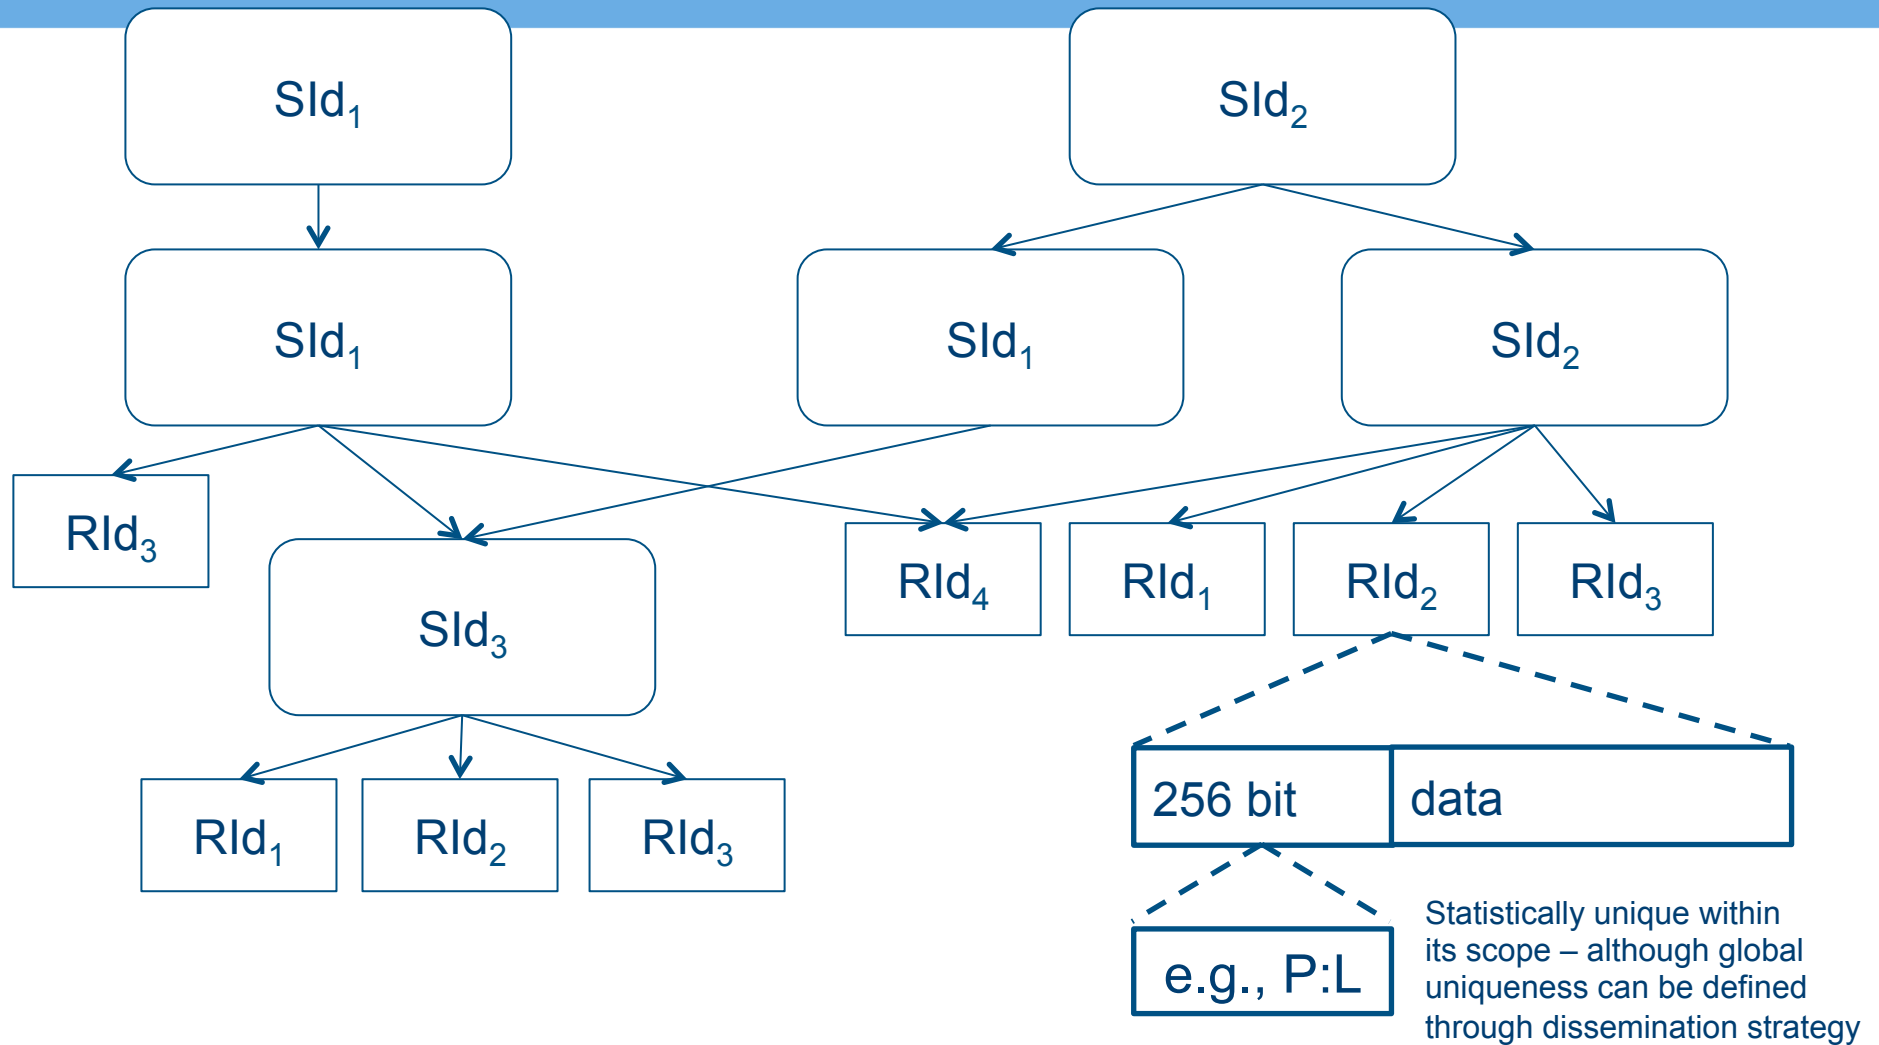 SId₁
SId₂
SId₁
SId₁
SId₂
RId₃
RId₄
RId₁
RId₂
RId₃
SId₃
256 bit
data
RId₁
RId₂
RId₃
e.g., P:L
Statistically unique within
its scope – although global
uniqueness can be defined
through dissemination strategy